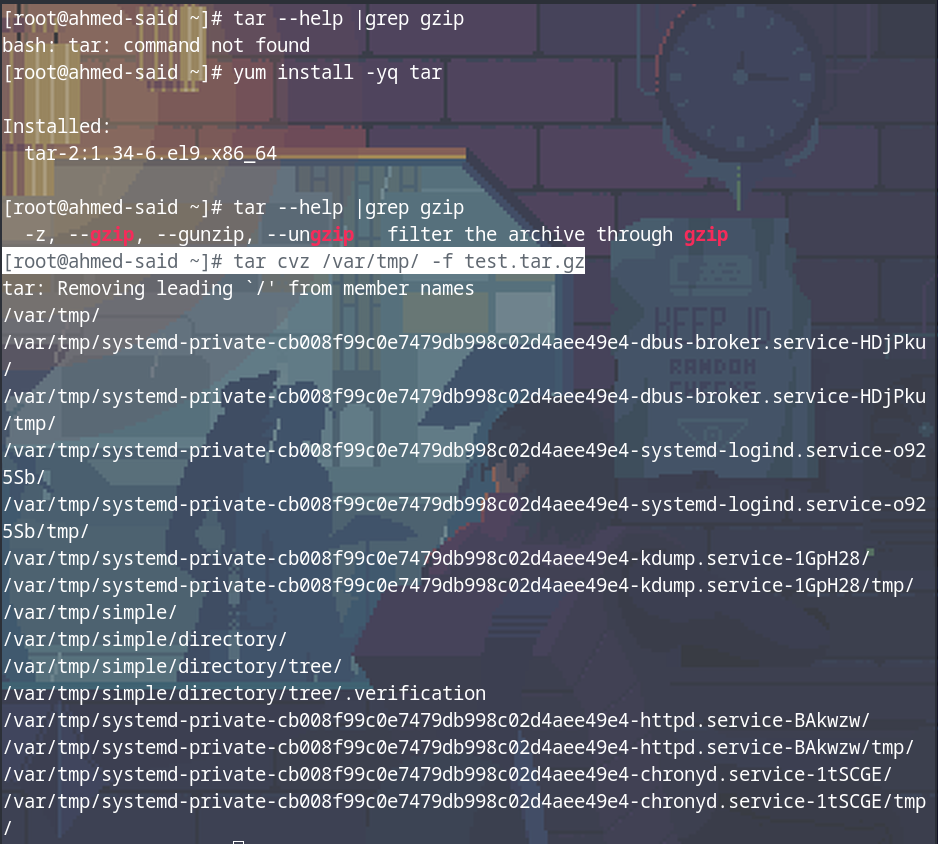 [root@ahmed-said ~]# tar --help |grep gzip
bash: tar: command not found
[root@ahmed-said ~]# yum install -yq tar
Installed:
tar-2:1.34-6.el9.x86_64
[root@ahmed-said ~]# tar --help |grep gzip
-z, --gzip, --gunzip, --ungzip   filter the archive through gzip
[root@ahmed-said ~]# tar cvz /var/tmp/ -f test.tar.gz
tar: Removing leading `/' from member names
/var/tmp/
/var/tmp/systemd-private-cb008f99c0e7479db998c02d4aee49e4-dbus-broker.service-HDjPku
/
/var/tmp/systemd-private-cb008f99c0e7479db998c02d4aee49e4-dbus-broker.service-HDjPku
/tmp/
/var/tmp/systemd-private-cb008f99c0e7479db998c02d4aee49e4-systemd-logind.service-o92
5Sb/
/var/tmp/systemd-private-cb008f99c0e7479db998c02d4aee49e4-systemd-logind.service-o92
5Sb/tmp/
/var/tmp/systemd-private-cb008f99c0e7479db998c02d4aee49e4-kdump.service-1GpH28/
/var/tmp/systemd-private-cb008f99c0e7479db998c02d4aee49e4-kdump.service-1GpH28/tmp/
/var/tmp/simple/
/var/tmp/simple/directory/
/var/tmp/simple/directory/tree/
/var/tmp/simple/directory/tree/.verification
/var/tmp/systemd-private-cb008f99c0e7479db998c02d4aee49e4-httpd.service-BAkwzw/
/var/tmp/systemd-private-cb008f99c0e7479db998c02d4aee49e4-httpd.service-BAkwzw/tmp/
/var/tmp/systemd-private-cb008f99c0e7479db998c02d4aee49e4-chronyd.service-1tSCGE/
/var/tmp/systemd-private-cb008f99c0e7479db998c02d4aee49e4-chronyd.service-1tSCGE/tmp
/
KEEP IN
RANDOM